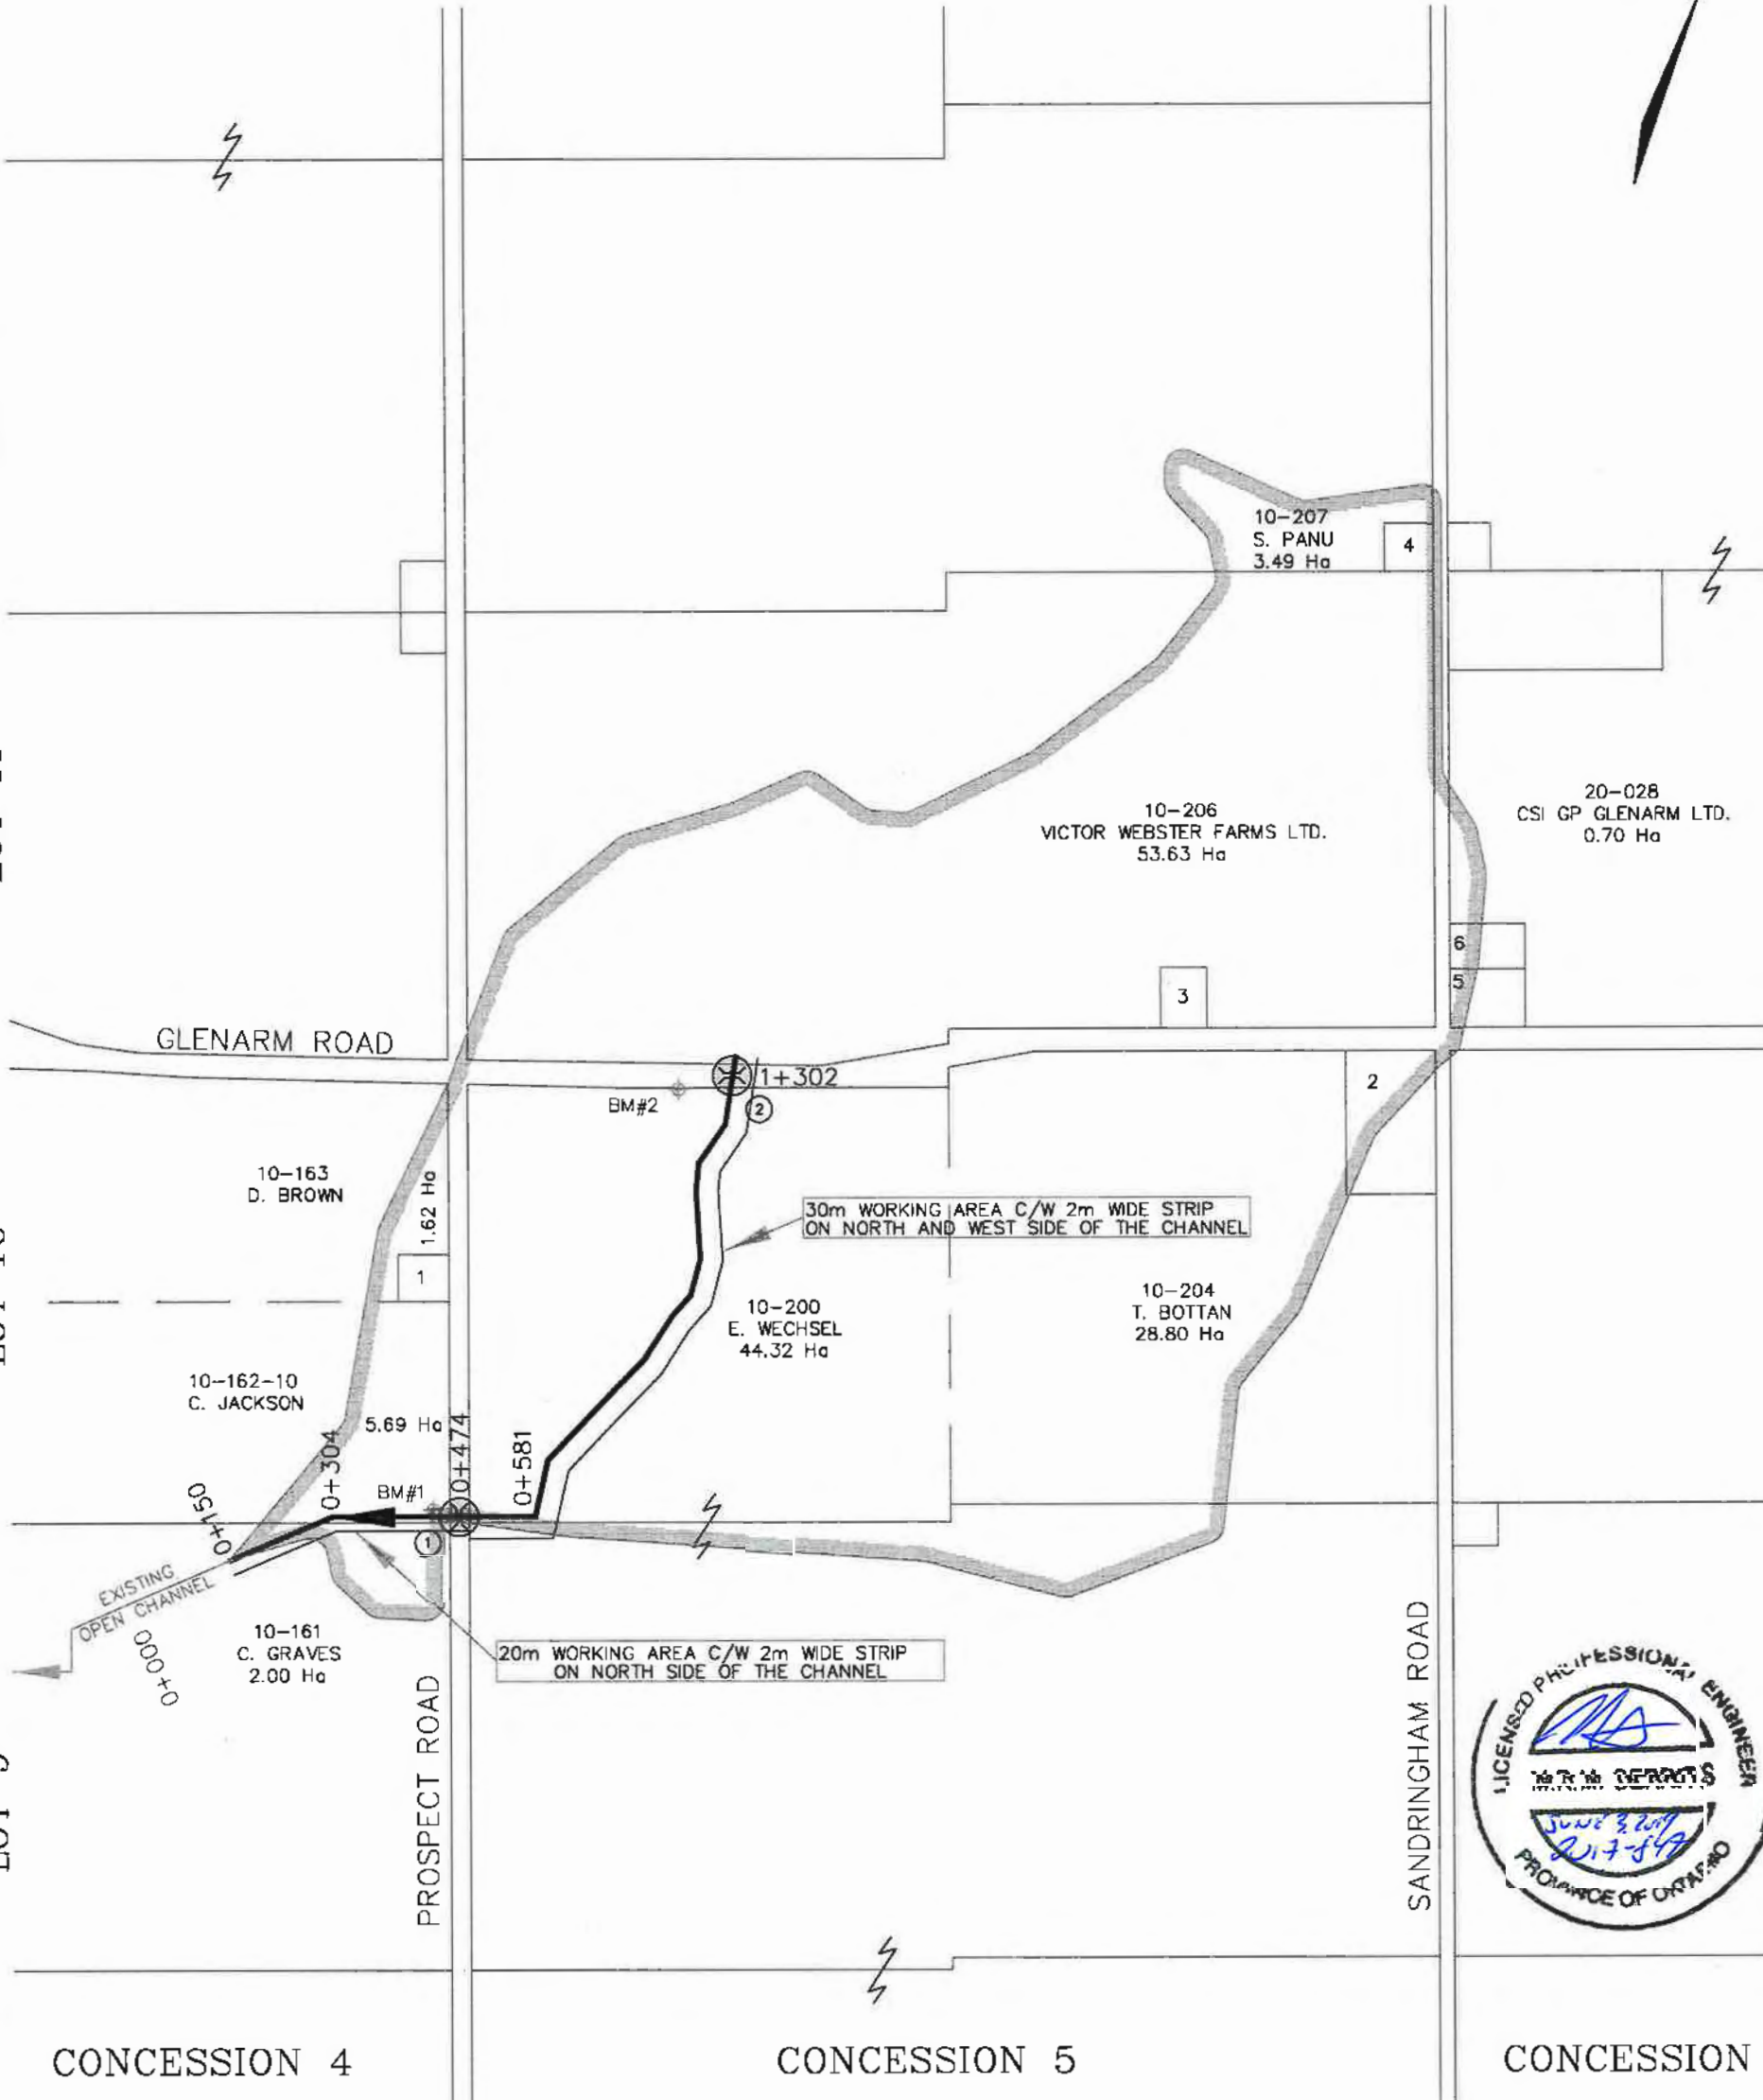 10-207
S. PANU
3.49 Ha
4
10-206
VICTOR WEBSTER FARMS LTD.
53.63 Ha
20-028
CSI GP GLENARM LTD.
0.70 Ha
6
5
3
GLENARM ROAD
1+302
BM#2
2
2
10-163
D. BROWN
1.62 Ha
1
30m WORKING AREA C/W 2m WIDE STRIP
ON NORTH AND WEST SIDE OF THE CHANNEL
10-200
E. WECHSEL
44.32 Ha
10-204
T. BOTTAN
28.80 Ha
10-162-10
C. JACKSON
5.69 Ha
0+150
0+304
BM#1
0+474
0+581
1
EXISTING
OPEN CHANNEL
0+000
10-161
C. GRAVES
2.00 Ha
20m WORKING AREA C/W 2m WIDE STRIP
ON NORTH SIDE OF THE CHANNEL
PROSPECT ROAD
SANDRINGHAM ROAD
LICENSED PROFESSIONAL ENGINEER
JUNE 3, 2019
PROVINCE OF ONTARIO
CONCESSION 4
CONCESSION 5
CONCESSION